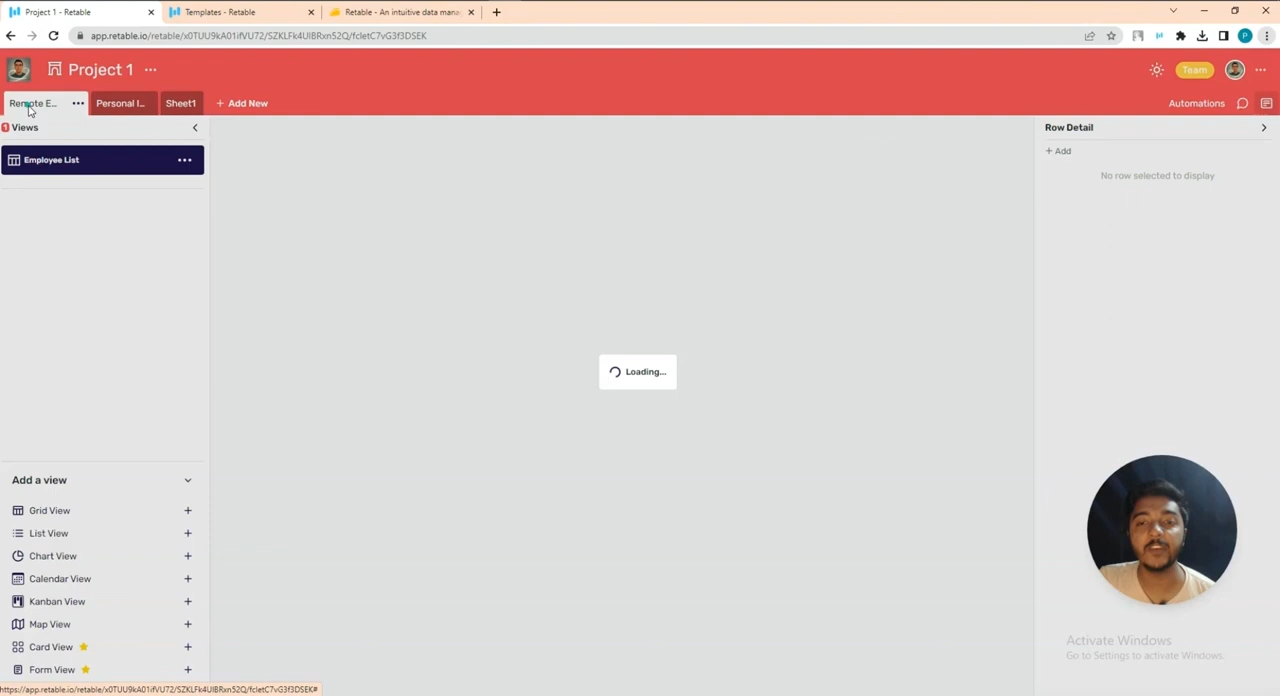 Project 1 - Retable
Templates - Retable
Retable - An intuitive data mana
app.retable.io/retable/x0TUU9kA01ifVU72/SZKLFk4UIBRxn52Q/fcIetC7vG3f3DSEK
P
Project 1
Team
Remote E...
Personal I...
Sheet1
+ Add New
Automations
1 Views
Row Detail
Employee List
+ Add
No row selected to display
Loading...
Add a view
Grid View
List View
Chart View
Calendar View
Kanban View
Map View
Card View
Form View
Activate Windows
Go to Settings to activate Windows.
https://app.retable.io/retable/x0TUU9kA01ifVU72/SZKLFk4UIBRxn52Q/fcIetC7vG3f3DSEK#